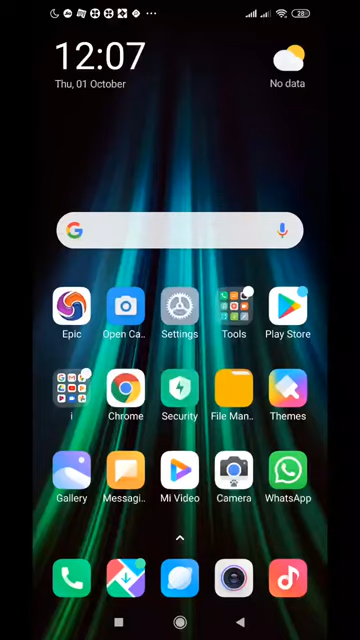 28
12:07
Thu, 01 October
No data
Epic
Open Ca..
Settings
Tools
Play Store
i
Chrome
Security
File Man..
Themes
Gallery
Messagi..
Mi Video
Camera
WhatsApp